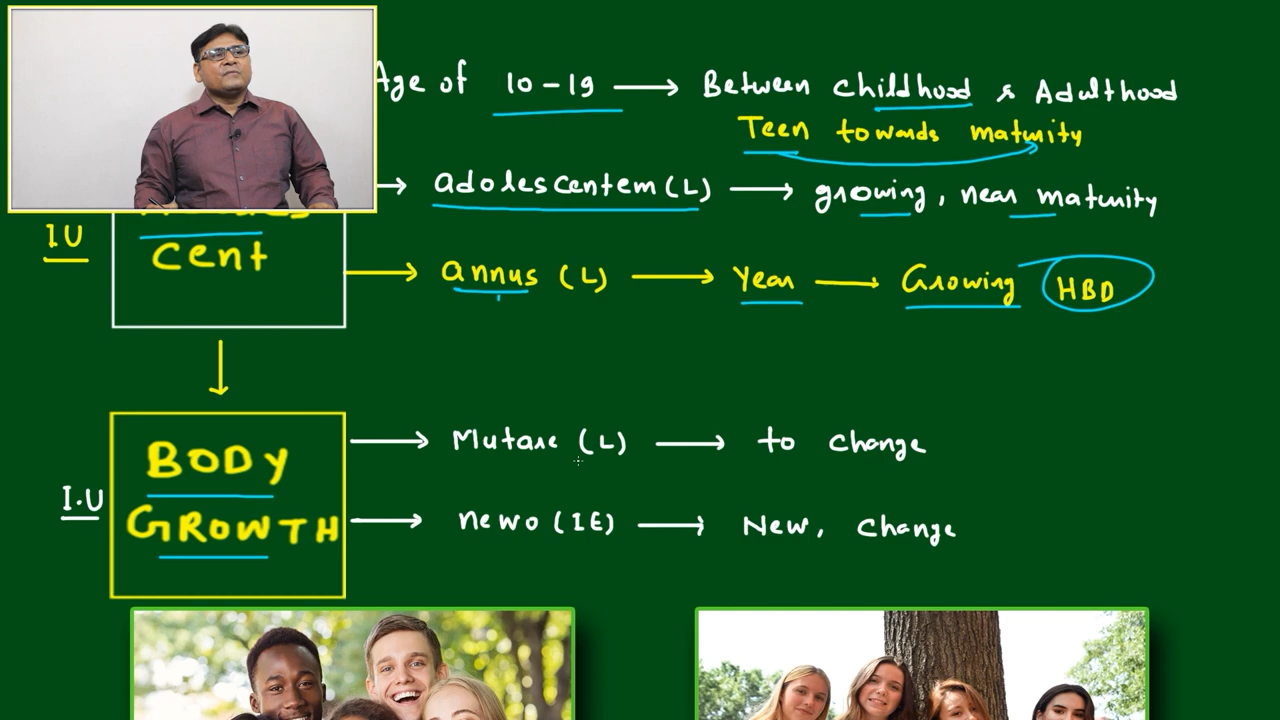 Age of 10-19 → Between Childhood & Adulthood
Teen towards maturity
→ adolescentem (L) → growing, near maturity
IU
Cent
→ annus (L) → Year → Growing HBD
I.U
BODY
GROWTH
→ Mutare (L) → to Change
→ newo (IE) → New, Change